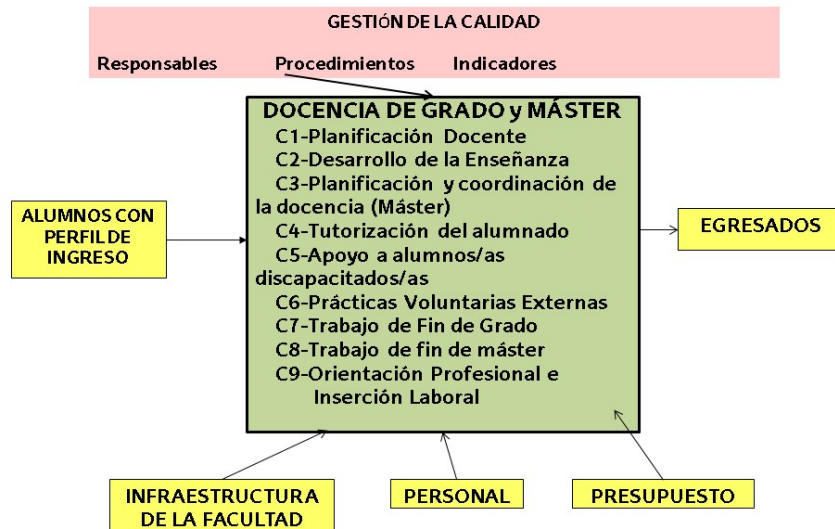 GESTIÓN DE LA CALIDAD
Responsables Procedimientos Indicadores
DOCENCIA DE GRADO y MÁSTER
C1-Planificación Docente
C2-Desarrollo de la Enseñanza
C3-Planificación y coordinación de
la docencia (Máster)
C4-Tutorización del alumnado
C5-Apoyo a alumnos/as
discapacitados/as
C6-Prácticas Voluntarias Externas
C7-Trabajo de Fin de Grado
C8-Trabajo de fin de máster
C9-Orientación Profesional e
Inserción Laboral
ALUMNOS CON
PERFIL DE
INGRESO
EGRESADOS
INFRAESTRUCTURA
DE LA FACULTAD
PERSONAL
PRESUPUESTO